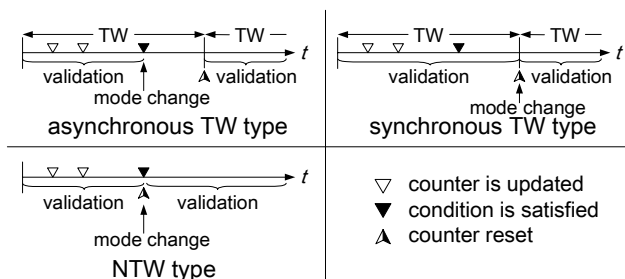 TW TW
t
validation validation
mode change
asynchronous TW type
TW TW
t
validation validation
mode change
synchronous TW type
t
validation validation
mode change
NTW type
counter is updated
condition is satisfied
counter reset